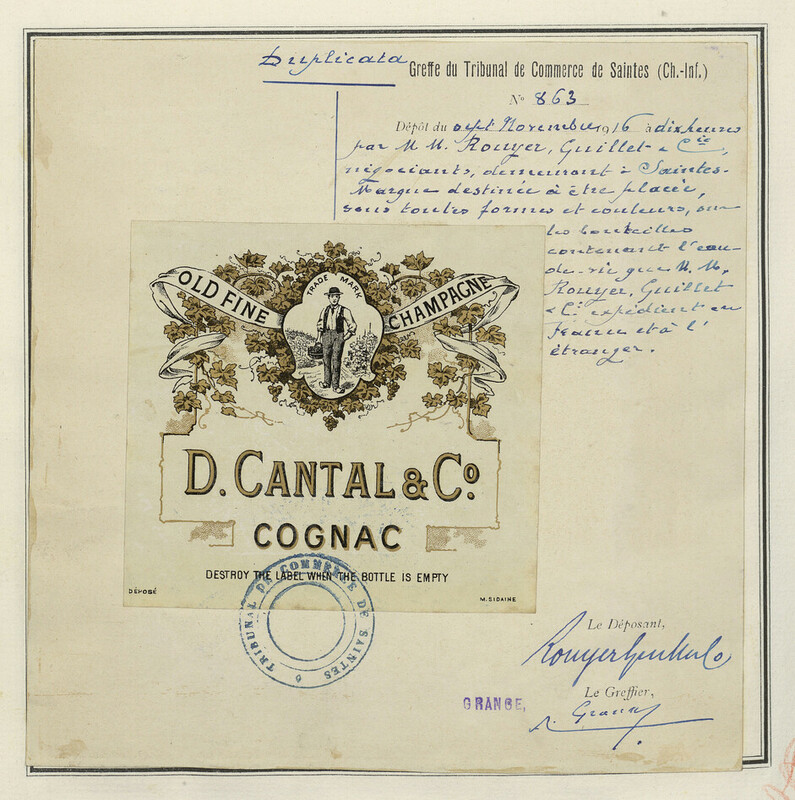 Duplicata
Greffe du Tribunal de Commerce de Saintes (Ch.-Inf.)
N° 863
Dépôt du sept Novembre 1916 à dix heures
par M M. Rouyer, Guillet & Cie,
négociants, demeurant à Saintes.
Marque destinée à être placée,
sous toutes formes et couleurs, sur
les bouteilles
contenant l'eau-
de-vie que M. M.
Rouyer, Guillet
& Cie expédient en
France et à l'
étranger.
TRADE MARK
OLD FINE CHAMPAGNE
D. CANTAL & Co.
COGNAC
DESTROY THE LABEL WHEN THE BOTTLE IS EMPTY
DÉPOSÉ
M. SIDAINE
TRIBUNAL DE COMMERCE DE SAINTES
Le Déposant,
Rouyer Guillet Co
Le Greffier,
GRANGE,